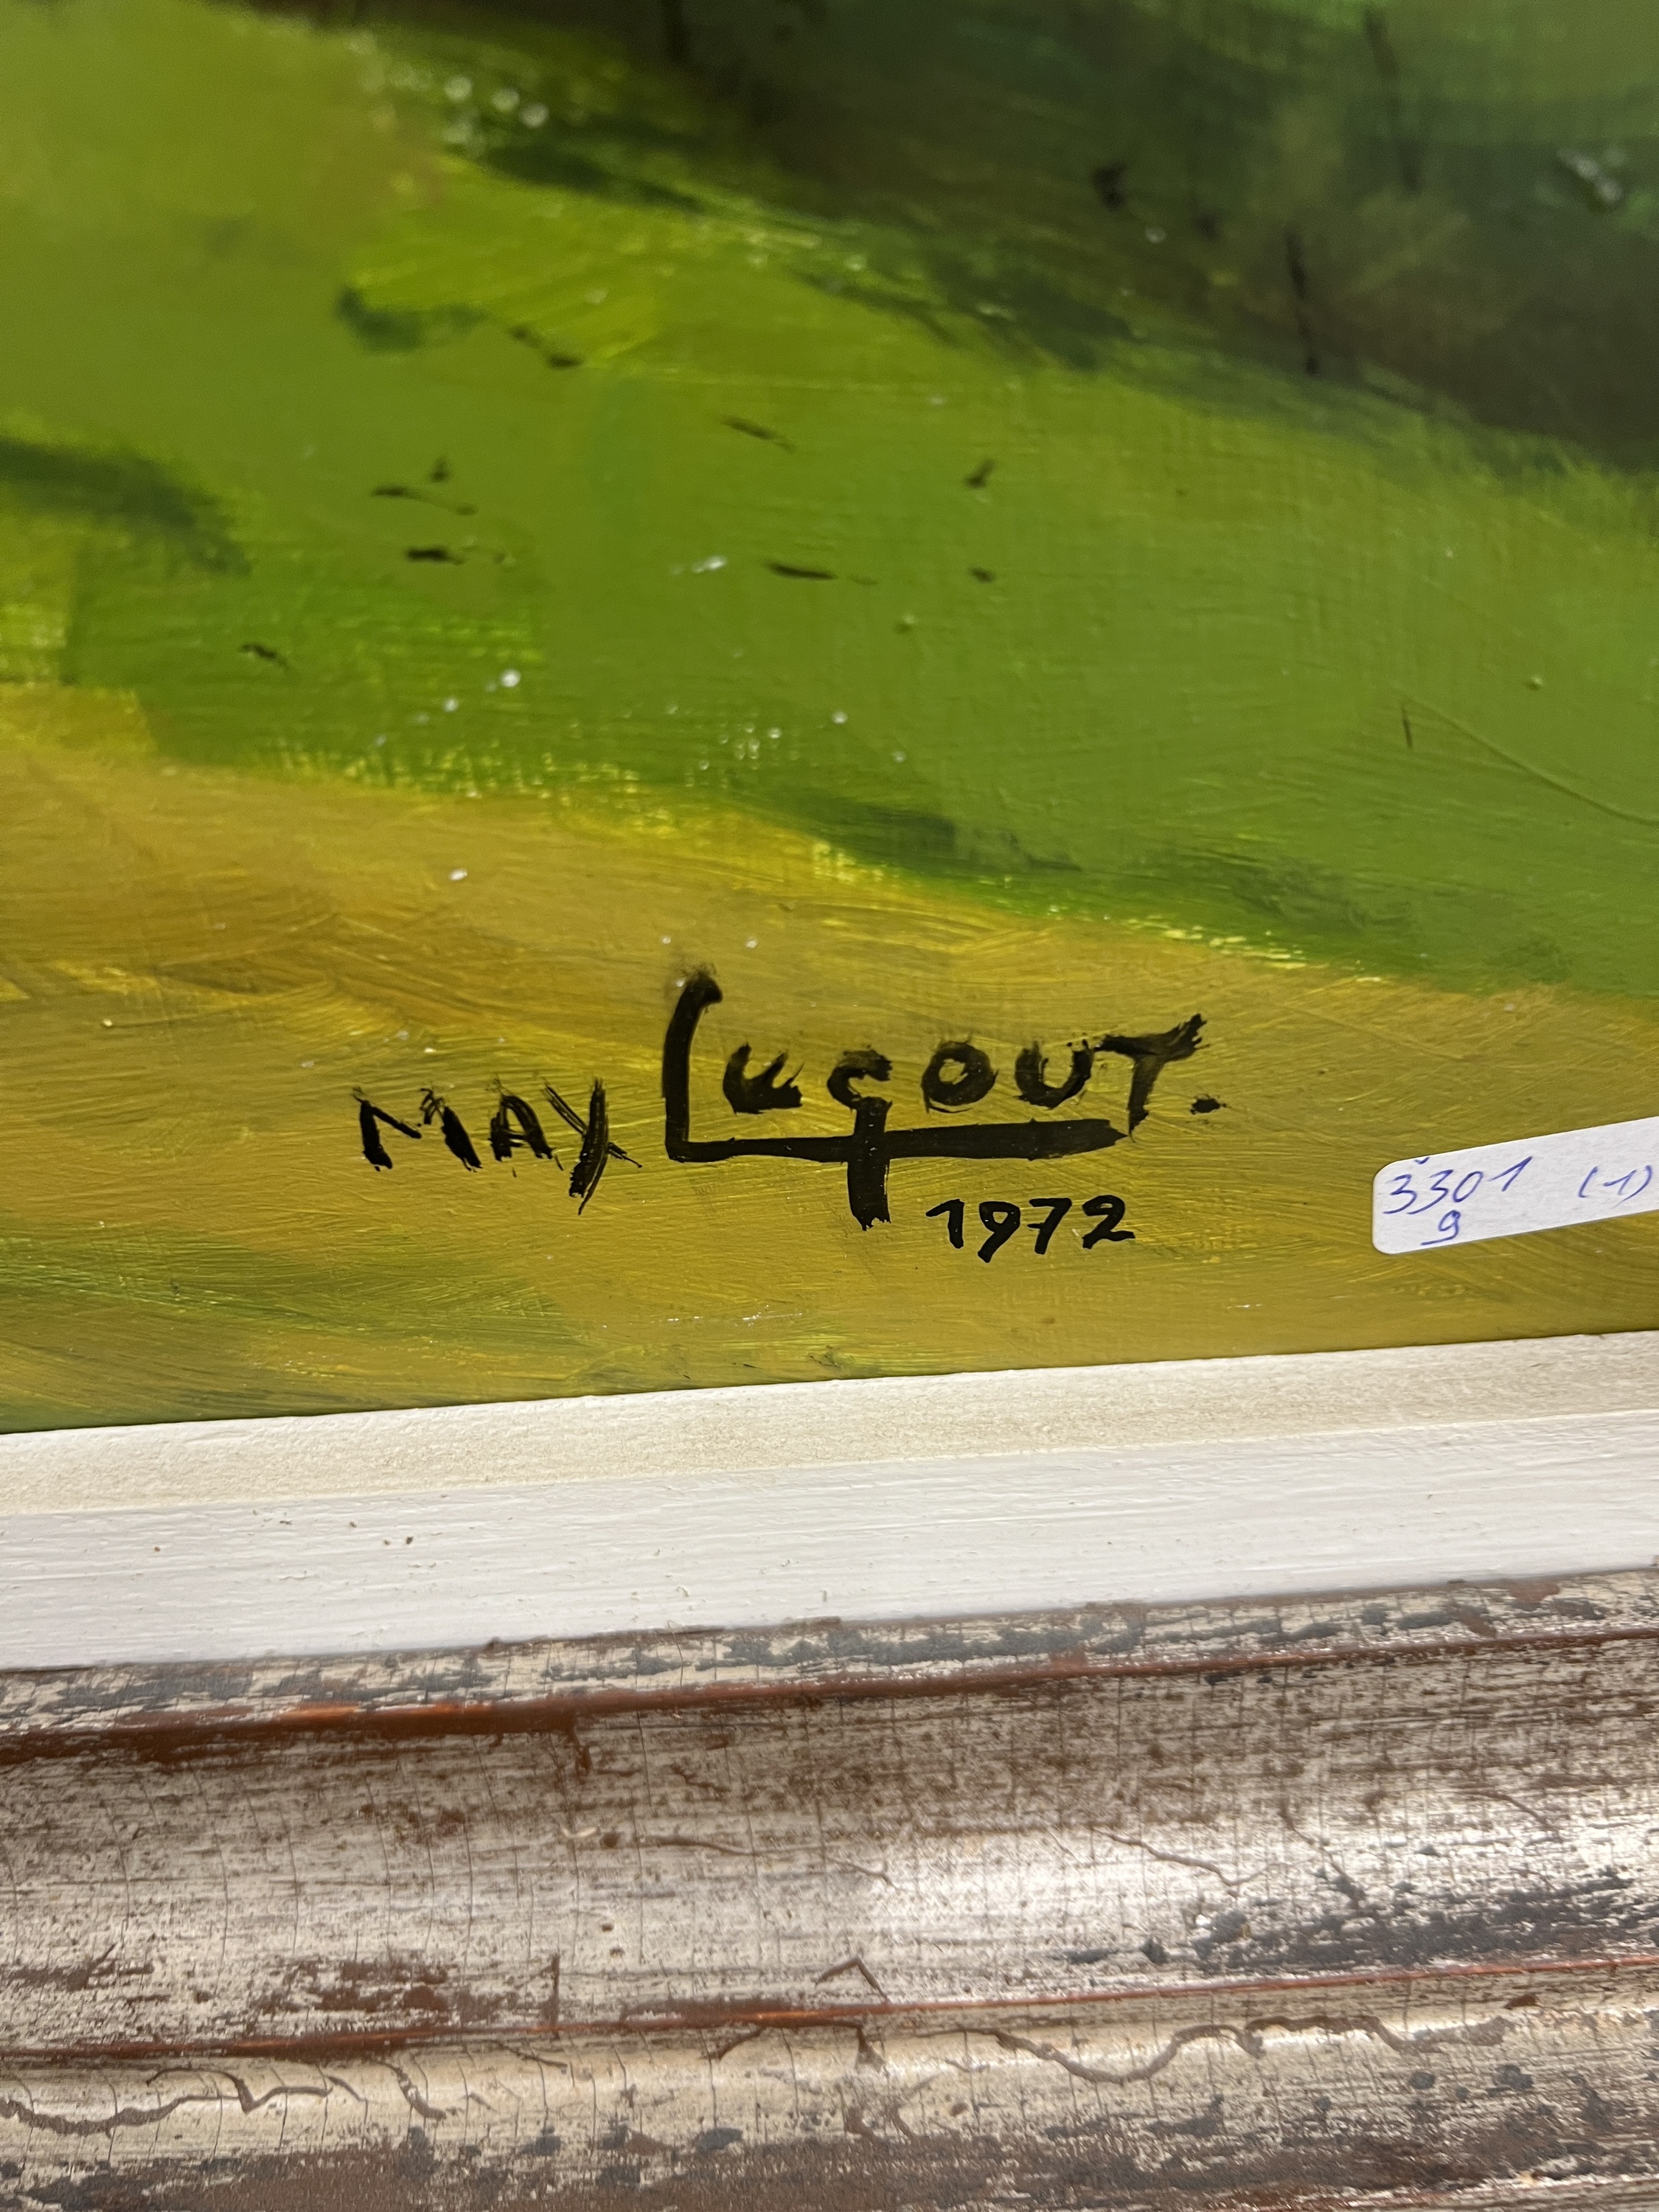 MAX Lugout.
1972
3301 (-1)
9